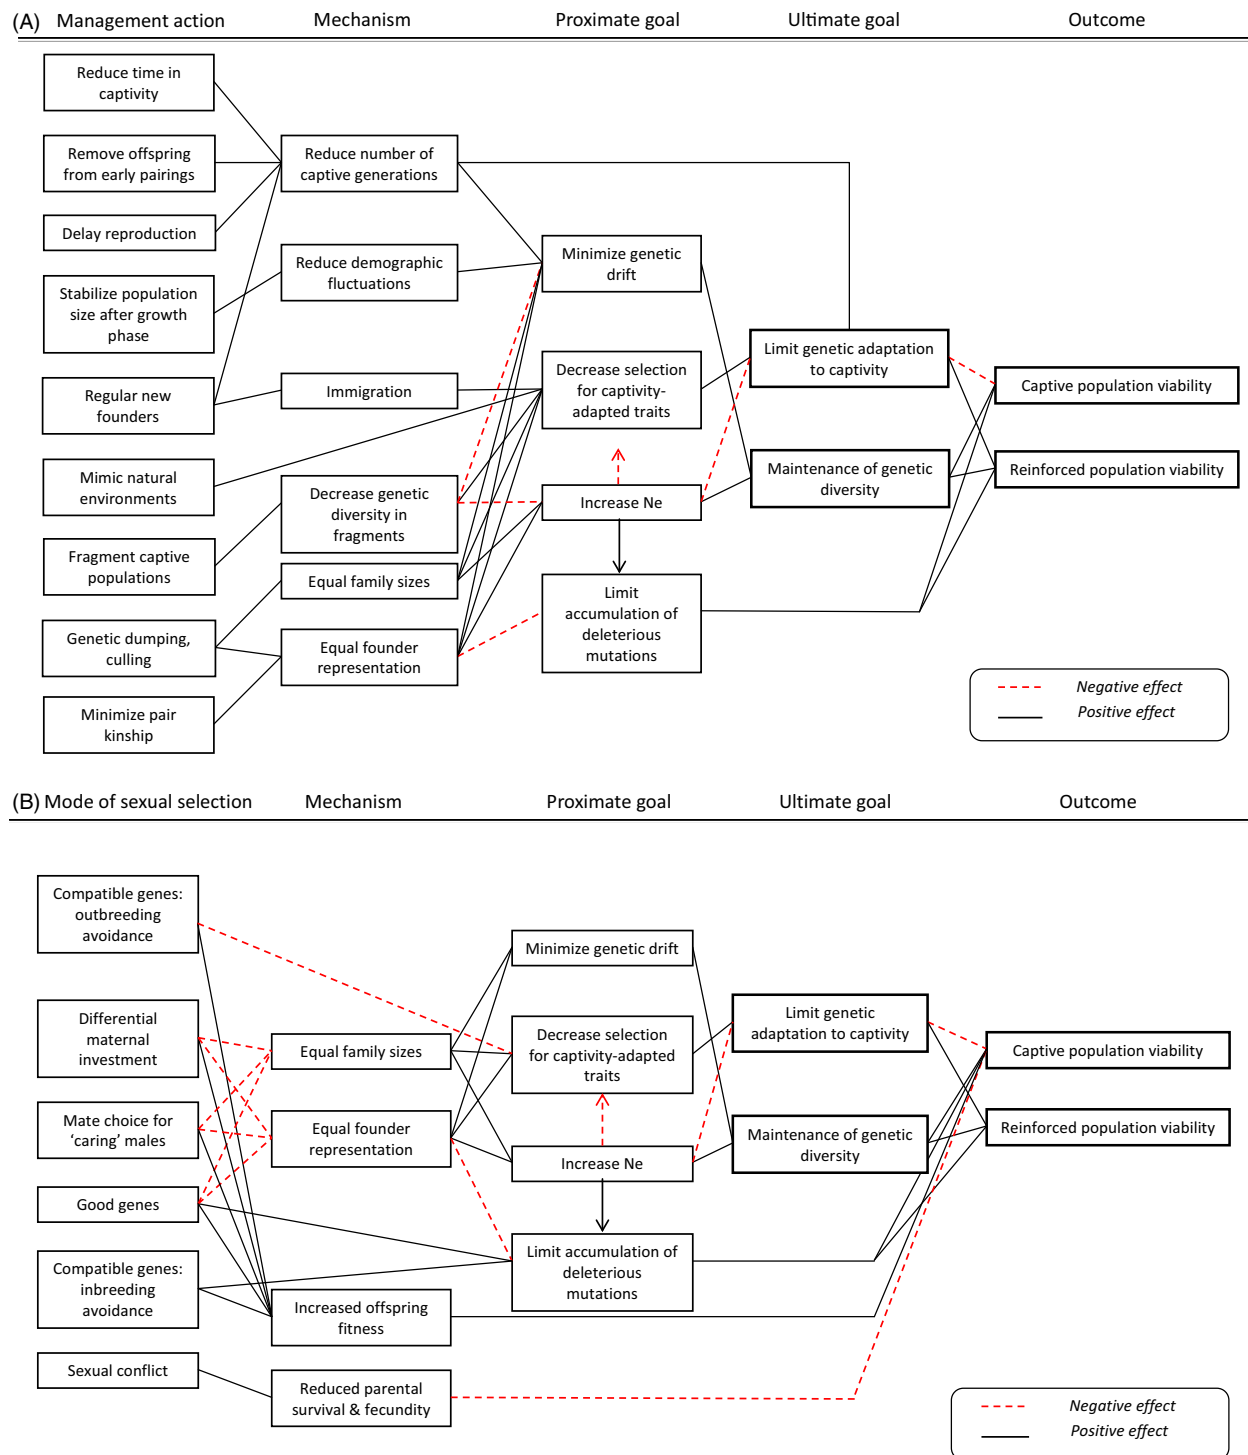 (A) Management action Mechanism Proximate goal Ultimate goal Outcome
Reduce time in
captivity
Remove offspring
from early pairings
Delay reproduction
Stabilize population
size after growth
phase
Regular new
founders
Mimic natural
environments
Fragment captive
populations
Genetic dumping,
culling
Minimize pair
kinship
Reduce number of
captive generations
Reduce demographic
fluctuations
Immigration
Decrease genetic
diversity in
fragments
Equal family sizes
Equal founder
representation
Minimize genetic
drift
Decrease selection
for captivity-
adapted traits
Increase Ne
Limit
accumulation of
deleterious
mutations
Limit genetic adaptation
to captivity
Maintenance of genetic
diversity
Captive population viability
Reinforced population viability
Negative effect
Positive effect
(B) Mode of sexual selection Mechanism Proximate goal Ultimate goal Outcome
Compatible genes:
outbreeding
avoidance
Differential
maternal
investment
Mate choice for
‘caring’ males
Good genes
Compatible genes:
inbreeding
avoidance
Sexual conflict
Equal family sizes
Equal founder
representation
Increased offspring
fitness
Reduced parental
survival & fecundity
Minimize genetic drift
Decrease selection
for captivity-adapted
traits
Increase Ne
Limit accumulation of
deleterious
mutations
Limit genetic
adaptation to captivity
Maintenance of genetic
diversity
Captive population viability
Reinforced population viability
Negative effect
Positive effect